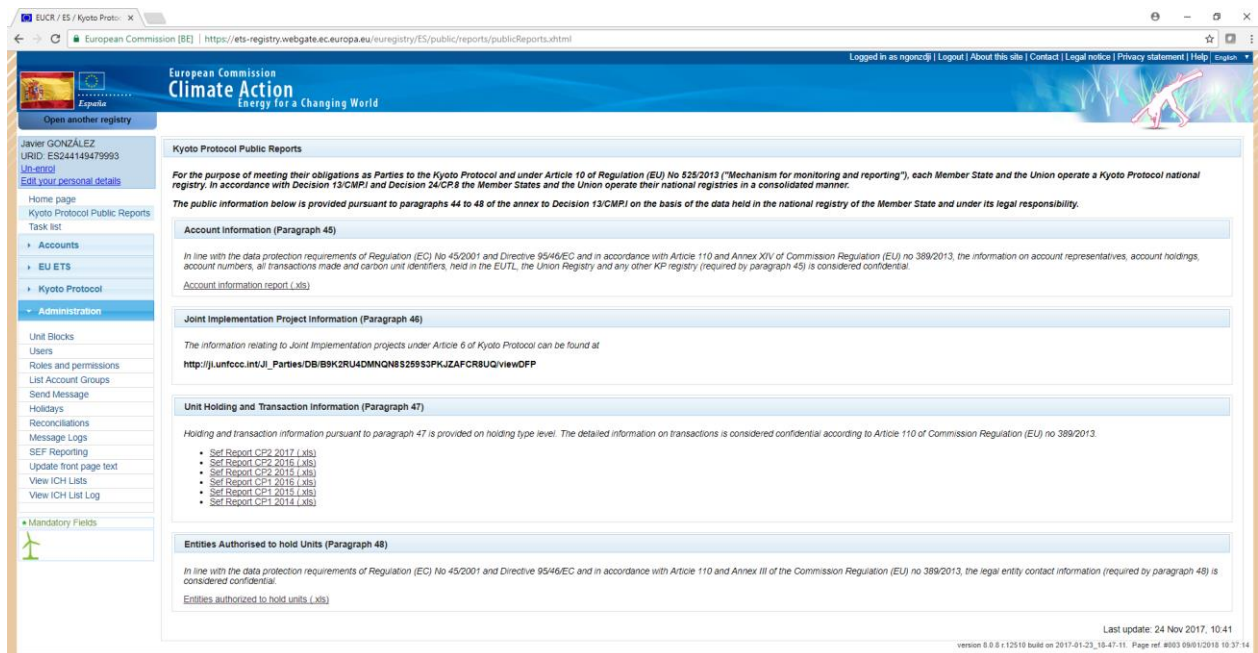 EUCR / ES / Kyoto Proto
European Commission [BE] | https://ets-registry.webgate.ec.europa.eu/euregistry/ES/public/reports/publicReports.xhtml
Logged in as ngonzdji | Logout | About this site | Contact | Legal notice | Privacy statement | Help English
España
European Commission
Climate Action
Energy for a Changing World
Open another registry
Javier GONZÁLEZ
URID: ES244149479993
Un-enrol
Edit your personal details
Home page
Kyoto Protocol Public Reports
Task list
Accounts
EU ETS
Kyoto Protocol
Administration
Unit Blocks
Users
Roles and permissions
List Account Groups
Send Message
Holidays
Reconciliations
Message Logs
SEF Reporting
Update front page text
View ICH Lists
View ICH List Log
Mandatory Fields
Kyoto Protocol Public Reports
For the purpose of meeting their obligations as Parties to the Kyoto Protocol and under Article 10 of Regulation (EU) No 525/2013 ("Mechanism for monitoring and reporting"), each Member State and the Union operate a Kyoto Protocol national
registry. In accordance with Decision 13/CMP.I and Decision 24/CP.8 the Member States and the Union operate their national registries in a consolidated manner.
The public information below is provided pursuant to paragraphs 44 to 48 of the annex to Decision 13/CMP.I on the basis of the data held in the national registry of the Member State and under its legal responsibility.
Account Information (Paragraph 45)
In line with the data protection requirements of Regulation (EC) No 45/2001 and Directive 95/46/EC and in accordance with Article 110 and Annex XIV of Commission Regulation (EU) no 389/2013, the information on account representatives, account holdings,
account numbers, all transactions made and carbon unit identifiers, held in the EUTL, the Union Registry and any other KP registry (required by paragraph 45) is considered confidential.
Account information report (.xls)
Joint Implementation Project Information (Paragraph 46)
The information relating to Joint Implementation projects under Article 6 of Kyoto Protocol can be found at
http://ji.unfccc.int/JI_Parties/DB/B9K2RU4DMNQN8S259S3PKJZAFCR8UQ/viewDFP
Unit Holding and Transaction Information (Paragraph 47)
Holding and transaction information pursuant to paragraph 47 is provided on holding type level. The detailed information on transactions is considered confidential according to Article 110 of Commission Regulation (EU) no 389/2013.
Sef Report CP2 2017 (.xls)
Sef Report CP2 2016 (.xls)
Sef Report CP2 2015 (.xls)
Sef Report CP1 2016 (.xls)
Sef Report CP1 2015 (.xls)
Sef Report CP1 2014 (.xls)
Entities Authorised to hold Units (Paragraph 48)
In line with the data protection requirements of Regulation (EC) No 45/2001 and Directive 95/46/EC and in accordance with Article 110 and Annex III of the Commission Regulation (EU) no 389/2013, the legal entity contact information (required by paragraph 48) is
considered confidential.
Entities authorized to hold units (.xls)
Last update: 24 Nov 2017, 10:41
version 8.0.8 r.12510 build on 2017-01-23_18-47-11. Page ref. #003 09/01/2018 10:37:14